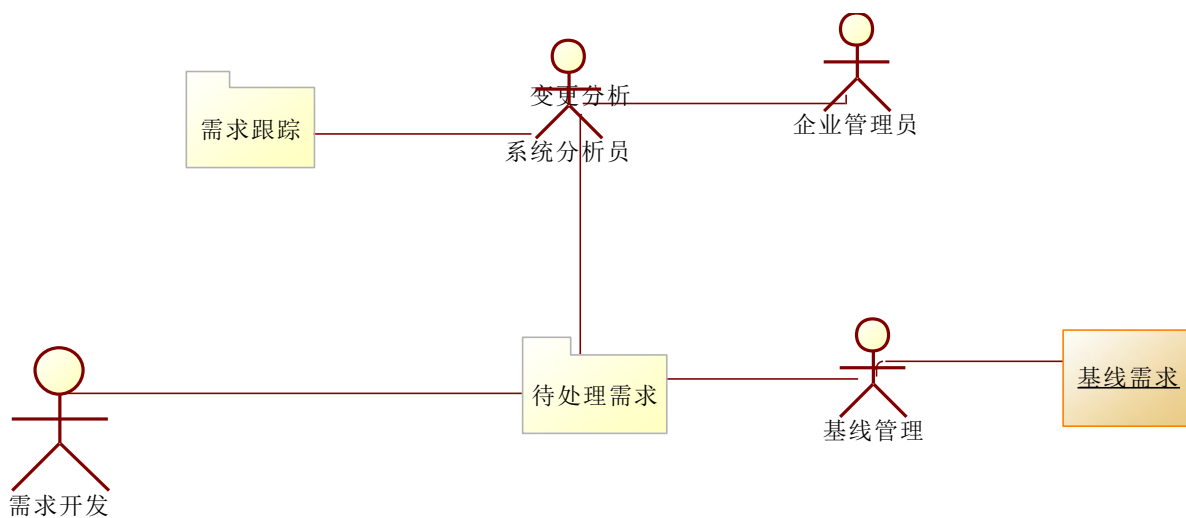 变更分析
企业管理员
需求跟踪
系统分析员
待处理需求
基线需求
基线管理
需求开发